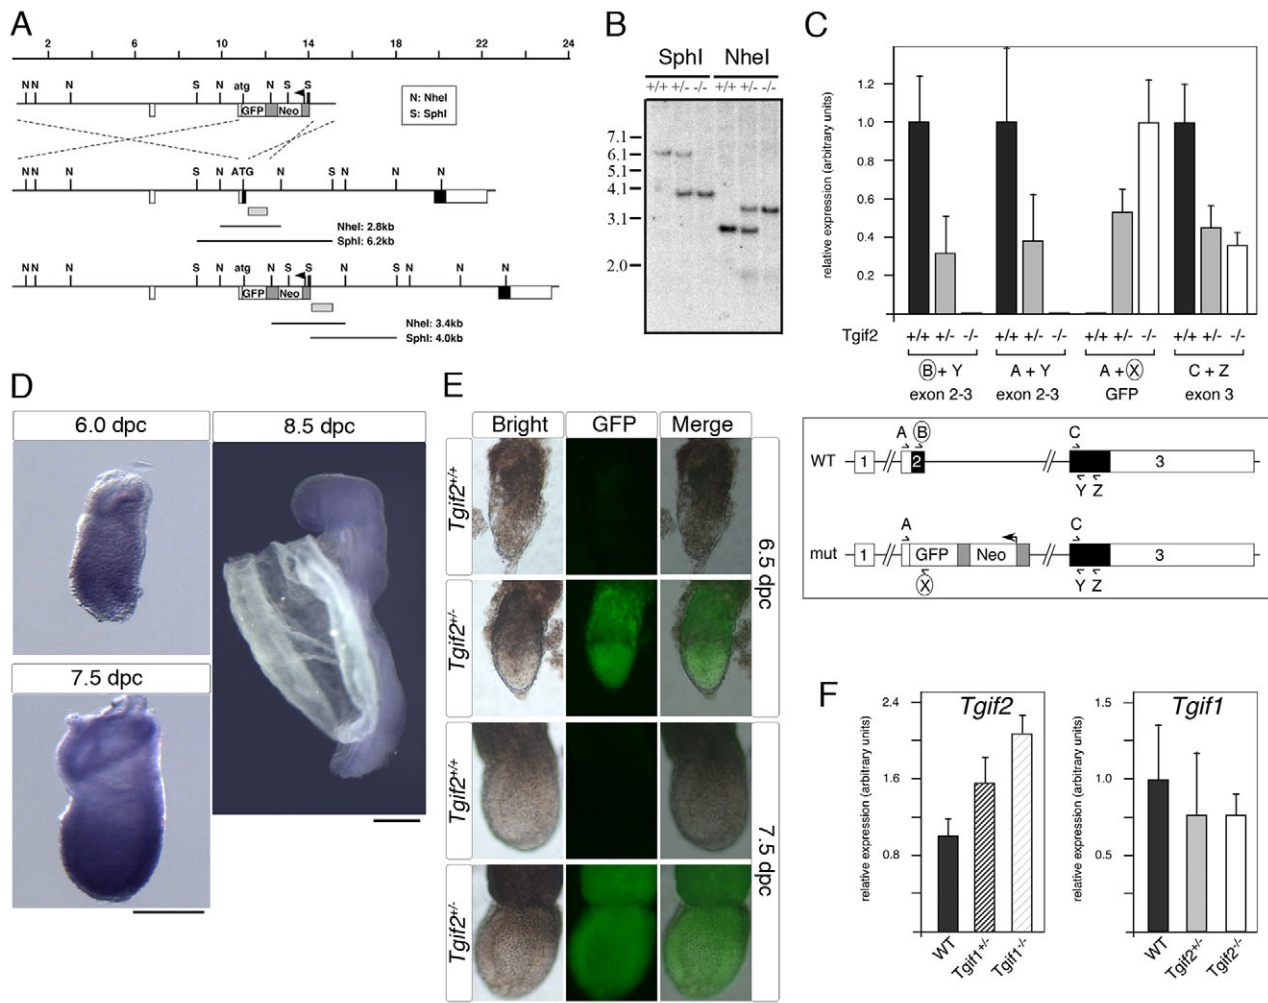 A
2 6 10 14 18 22 24
N N N S N atg N S S
GFP Neo
N: NheI
S: SphI
N N N S N ATG N S N S N
NheI: 2.8kb
SphI: 6.2kb
N N N S N atg N S S N S N N N
GFP Neo
NheI: 3.4kb
SphI: 4.0kb
B
SphI NheI
+/+ +/- -/- +/+ +/- -/-
7.1
6.1
5.1
4.1
3.1
2.0
C
relative expression (arbitrary units)
1.2
1.0
0.8
0.6
0.4
0.2
Tgif2 +/+ +/- -/- +/+ +/- -/- +/+ +/- -/- +/+ +/- -/-
B + Y A + Y A + X C + Z
exon 2-3 exon 2-3 GFP exon 3
A B C
WT 1 2 3
Y Z
A C
mut 1 GFP Neo 3
X Y Z
D
6.0 dpc
8.5 dpc
7.5 dpc
E
Bright GFP Merge
Tgif2+/+
Tgif2+/-
6.5 dpc
Tgif2+/+
Tgif2+/-
7.5 dpc
F
Tgif2
relative expression (arbitrary units)
2.4
1.6
0.8
WT Tgif1+/- Tgif1-/-
Tgif1
relative expression (arbitrary units)
1.5
1.0
0.5
WT Tgif2+/- Tgif2-/-